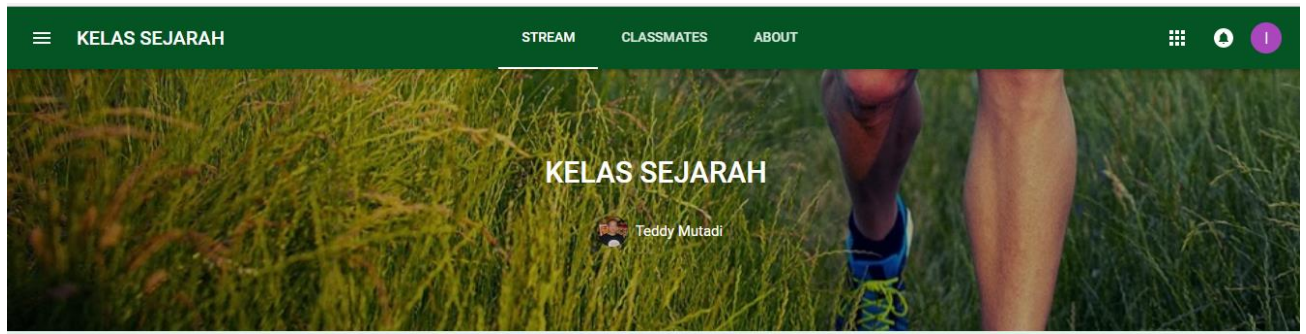 KELAS SEJARAH
STREAM CLASSMATES ABOUT
I
KELAS SEJARAH
Teddy Mutadi